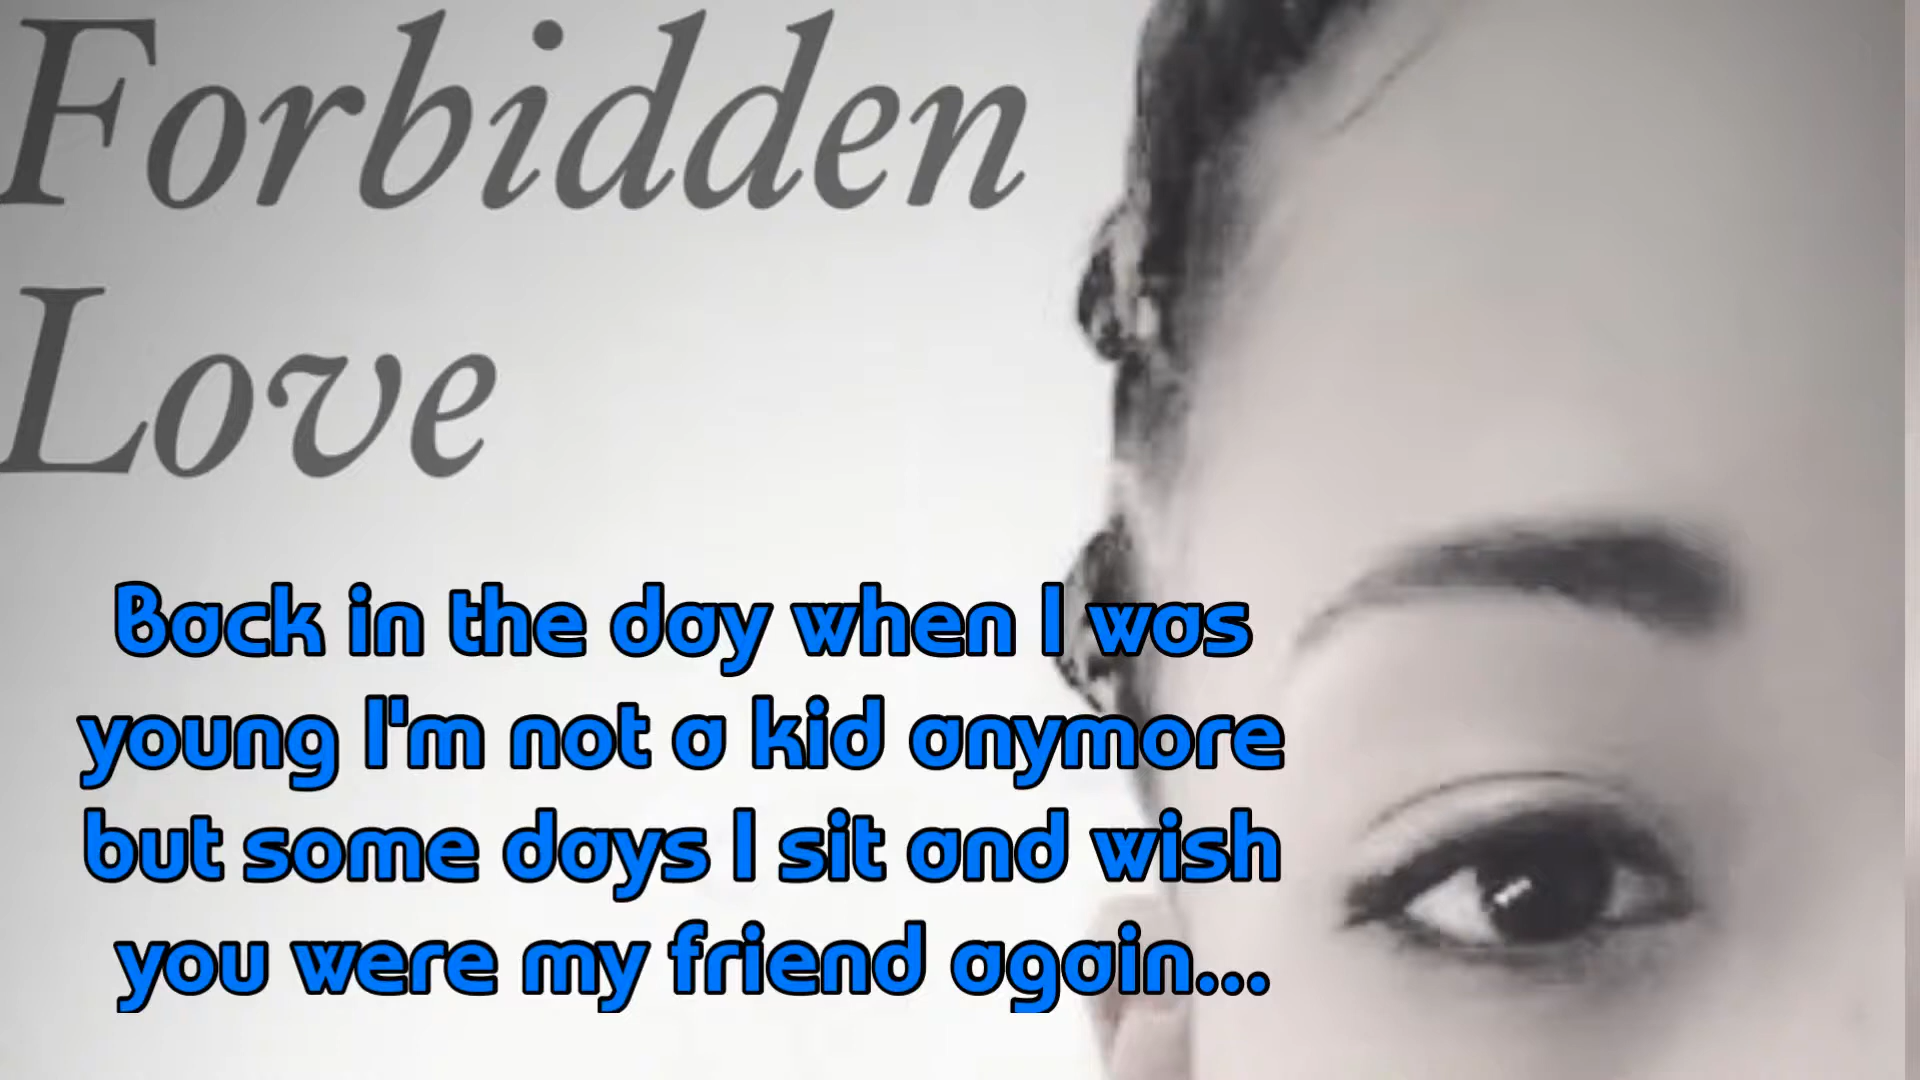 Forbidden
Love
Back in the day when I was
young I'm not a kid anymore
but some days I sit and wish
you were my friend again...